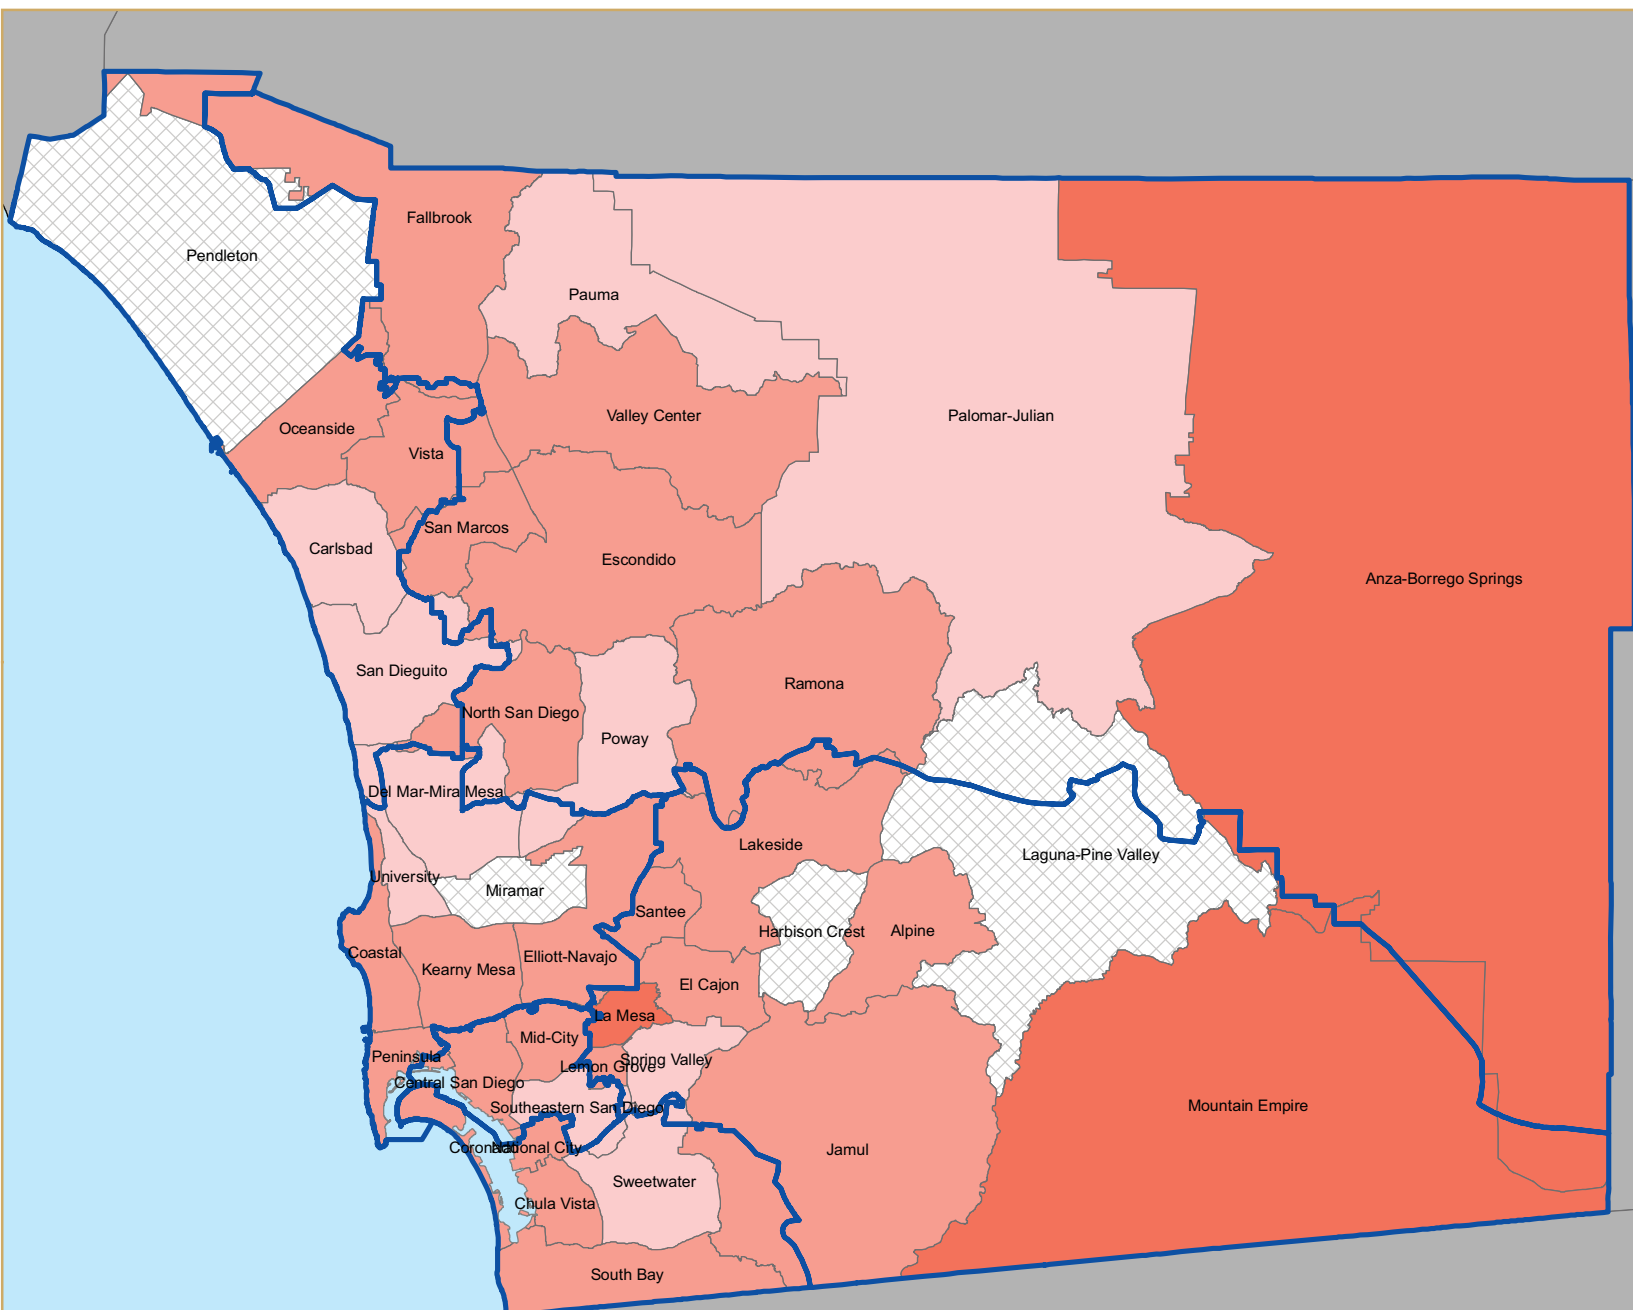 Fallbrook
Pendleton
Pauma
Valley Center
Palomar-Julian
Oceanside
Vista
San Marcos
Carlsbad
Escondido
Anza-Borrego Springs
San Dieguito
Ramona
North San Diego
Poway
Del Mar-Mira Mesa
Lakeside
Laguna-Pine Valley
University
Miramar
Santee
Harbison Crest
Alpine
Coastal
Elliott-Navajo
Kearny Mesa
El Cajon
La Mesa
Mid-City
Peninsula
Spring Valley
Lemon Grove
Central San Diego
Southeastern San Diego
Mountain Empire
Coronado
National City
Jamul
Sweetwater
Chula Vista
South Bay